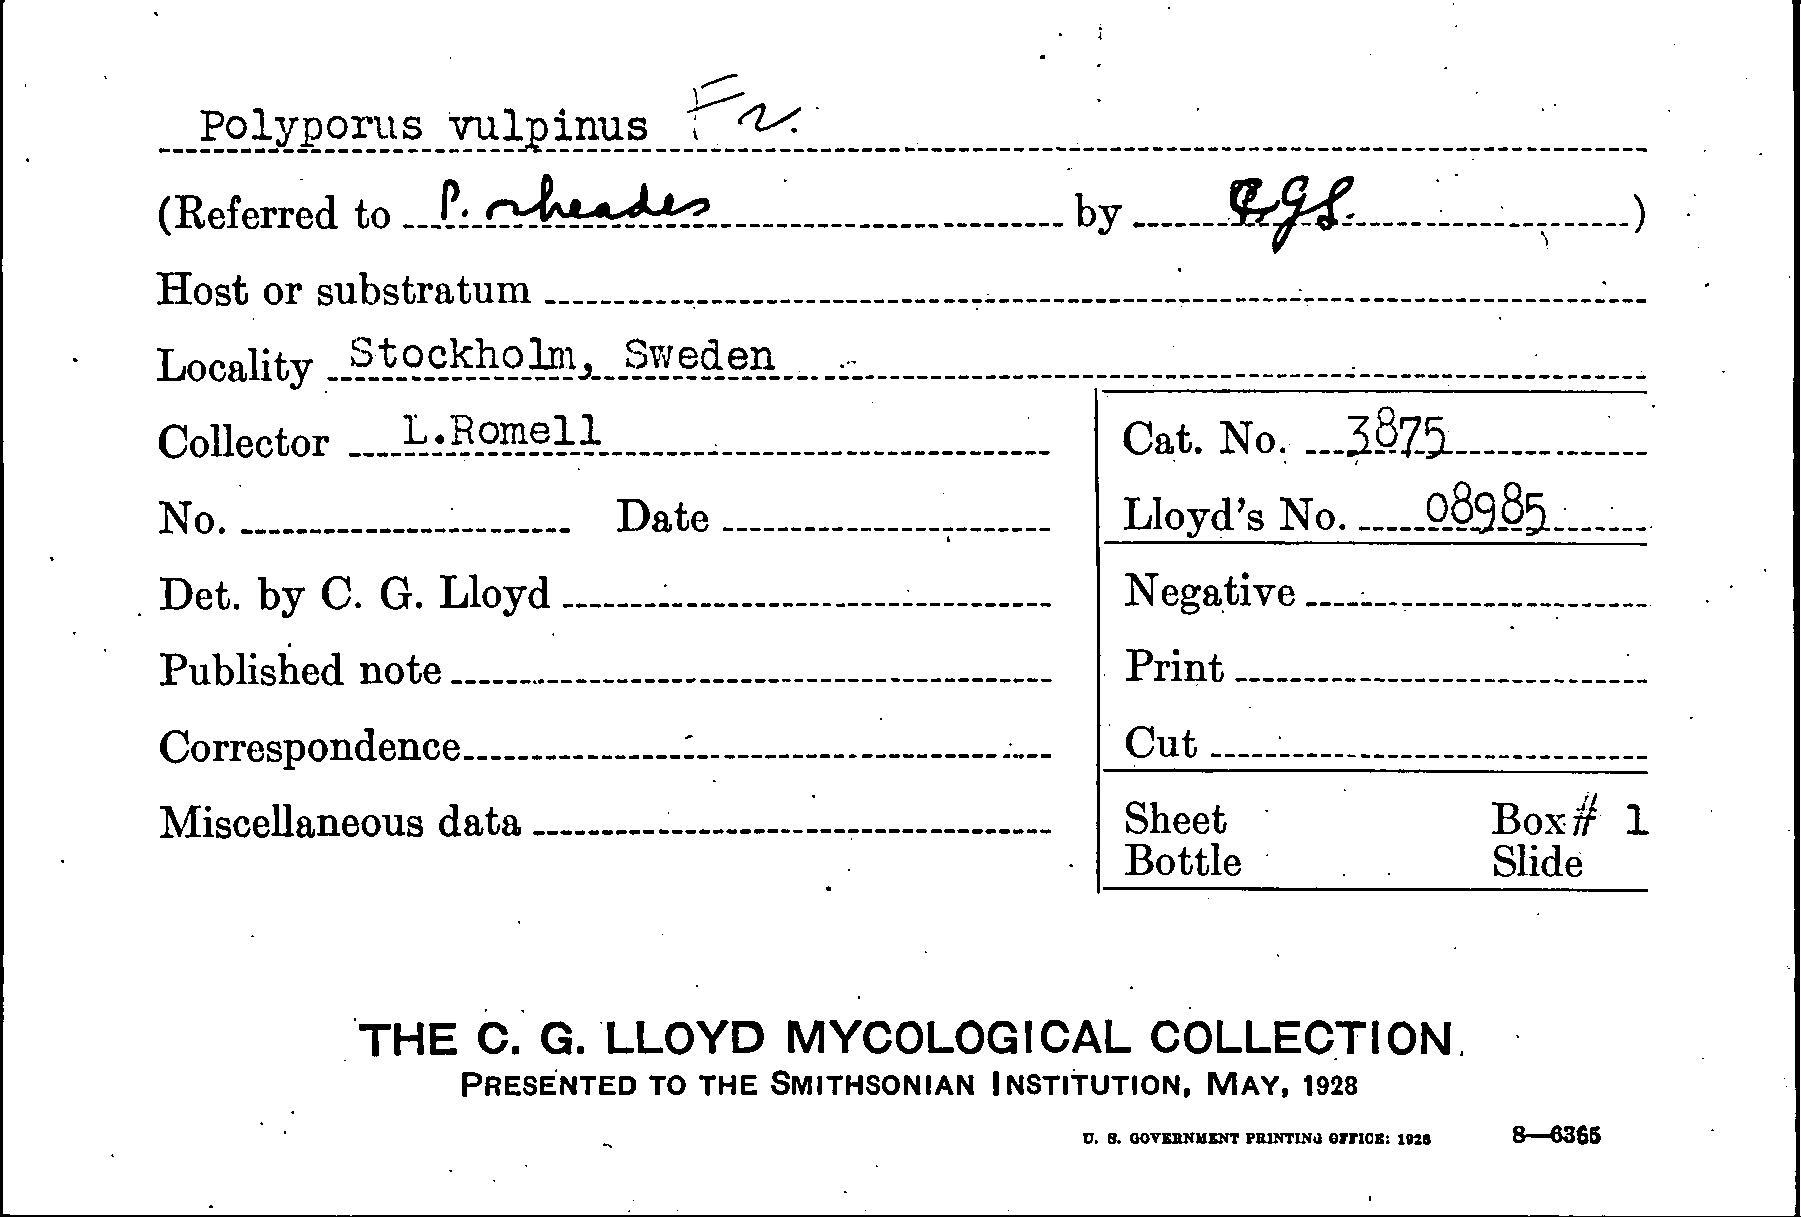 Polyporus vulpinus Fr.
(Referred to P. rheades by CGL.)
Host or substratum
Locality Stockholm, Sweden
Collector L.Romell
Cat. No. 3875
No. Date
Lloyd's No. 08985
Det. by C. G. Lloyd
Negative
Published note
Print
Correspondence
Cut
Miscellaneous data
Sheet Box # 1
Bottle Slide
THE C. G. LLOYD MYCOLOGICAL COLLECTION.
PRESENTED TO THE SMITHSONIAN INSTITUTION, MAY, 1928
U. S. GOVERNMENT PRINTING OFFICE: 1928 8—6365